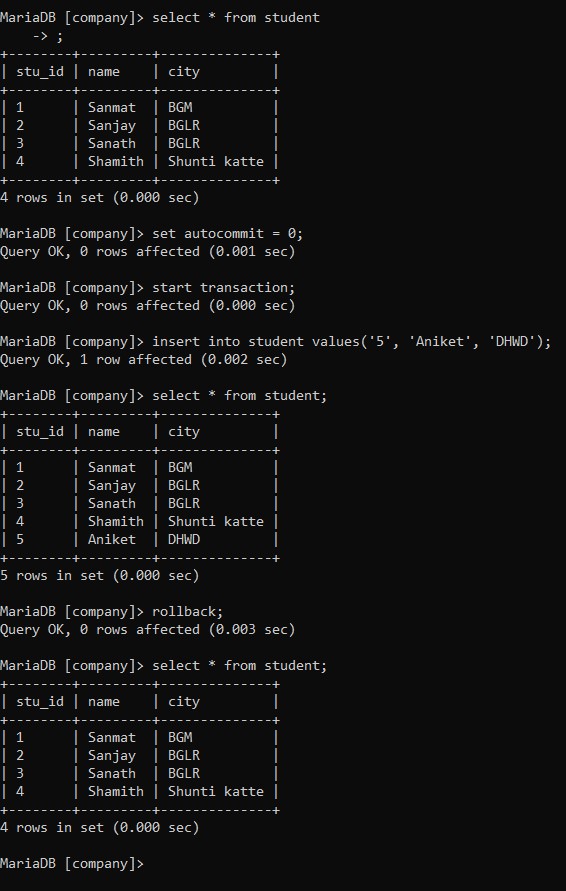 MariaDB [company]> select * from student
    -> ;
+--------+---------+--------------+
| stu_id | name    | city         |
+--------+---------+--------------+
| 1      | Sanmat  | BGM          |
| 2      | Sanjay  | BGLR         |
| 3      | Sanath  | BGLR         |
| 4      | Shamith | Shunti katte |
+--------+---------+--------------+
4 rows in set (0.000 sec)

MariaDB [company]> set autocommit = 0;
Query OK, 0 rows affected (0.001 sec)

MariaDB [company]> start transaction;
Query OK, 0 rows affected (0.000 sec)

MariaDB [company]> insert into student values('5', 'Aniket', 'DHWD');
Query OK, 1 row affected (0.002 sec)

MariaDB [company]> select * from student;
+--------+---------+--------------+
| stu_id | name    | city         |
+--------+---------+--------------+
| 1      | Sanmat  | BGM          |
| 2      | Sanjay  | BGLR         |
| 3      | Sanath  | BGLR         |
| 4      | Shamith | Shunti katte |
| 5      | Aniket  | DHWD         |
+--------+---------+--------------+
5 rows in set (0.000 sec)

MariaDB [company]> rollback;
Query OK, 0 rows affected (0.003 sec)

MariaDB [company]> select * from student;
+--------+---------+--------------+
| stu_id | name    | city         |
+--------+---------+--------------+
| 1      | Sanmat  | BGM          |
| 2      | Sanjay  | BGLR         |
| 3      | Sanath  | BGLR         |
| 4      | Shamith | Shunti katte |
+--------+---------+--------------+
4 rows in set (0.000 sec)

MariaDB [company]>